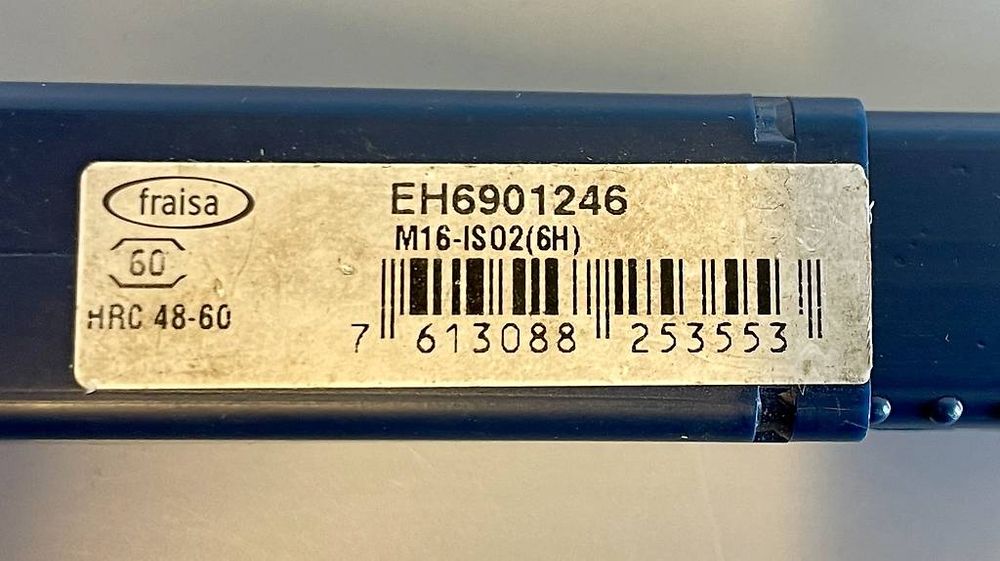 fraisa
EH6901246
M16-ISO2(6H)
60
HRC 48-60
7 613088 253553